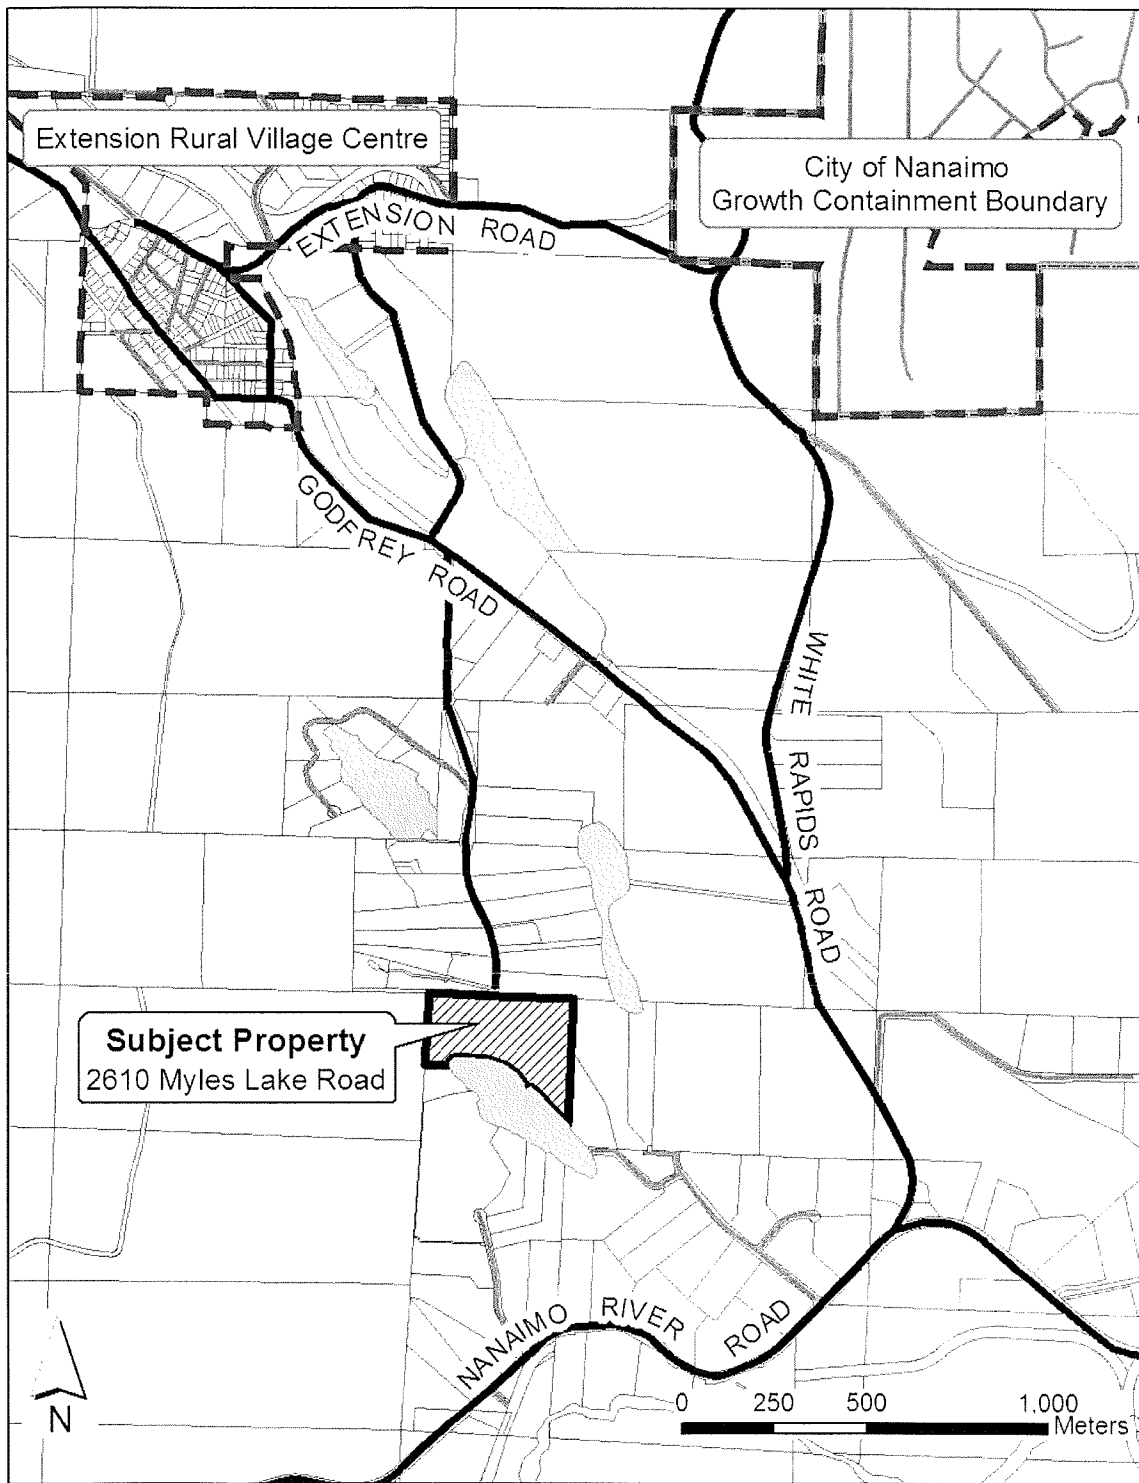 Extension Rural Village Centre
City of Nanaimo
Growth Containment Boundary
EXTENSION ROAD
GODFREY ROAD
WHITE RAPIDS ROAD
Subject Property
2610 Myles Lake Road
NANAIMO RIVER ROAD
N
0 250 500 1,000
Meters